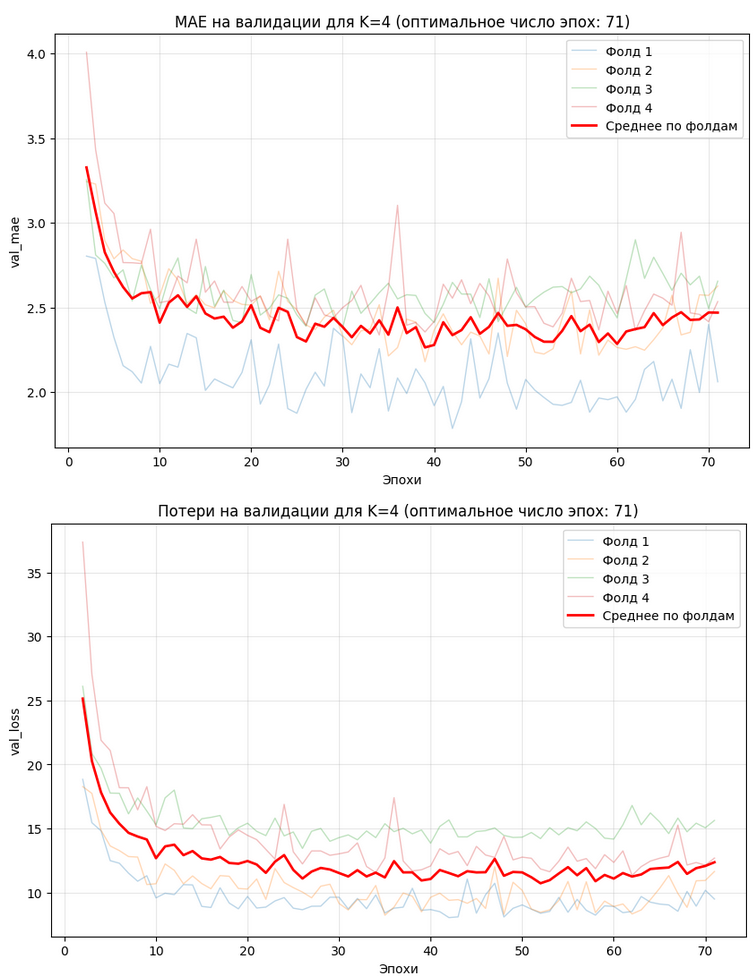 MAE на валидации для K=4 (оптимальное число эпох: 71)
4.0
3.5
3.0
2.5
2.0
val_mae
Фолд 1
Фолд 2
Фолд 3
Фолд 4
Среднее по фолдам
0 10 20 30 40 50 60 70
Эпохи
Потери на валидации для K=4 (оптимальное число эпох: 71)
35
30
25
20
15
10
val_loss
Фолд 1
Фолд 2
Фолд 3
Фолд 4
Среднее по фолдам
0 10 20 30 40 50 60 70
Эпохи